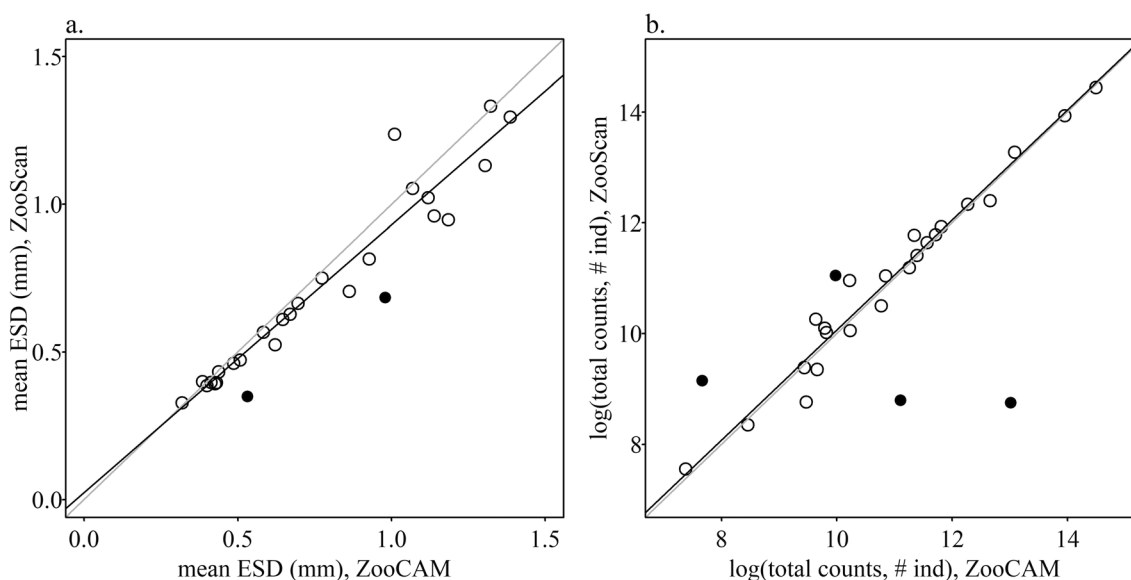 a.
1.5
1.0
0.5
0.0
mean ESD (mm), ZooScan
0.0 0.5 1.0 1.5
mean ESD (mm), ZooCAM
b.
14
12
10
8
log(total counts, # ind), ZooScan
8 10 12 14
log(total counts, # ind), ZooCAM